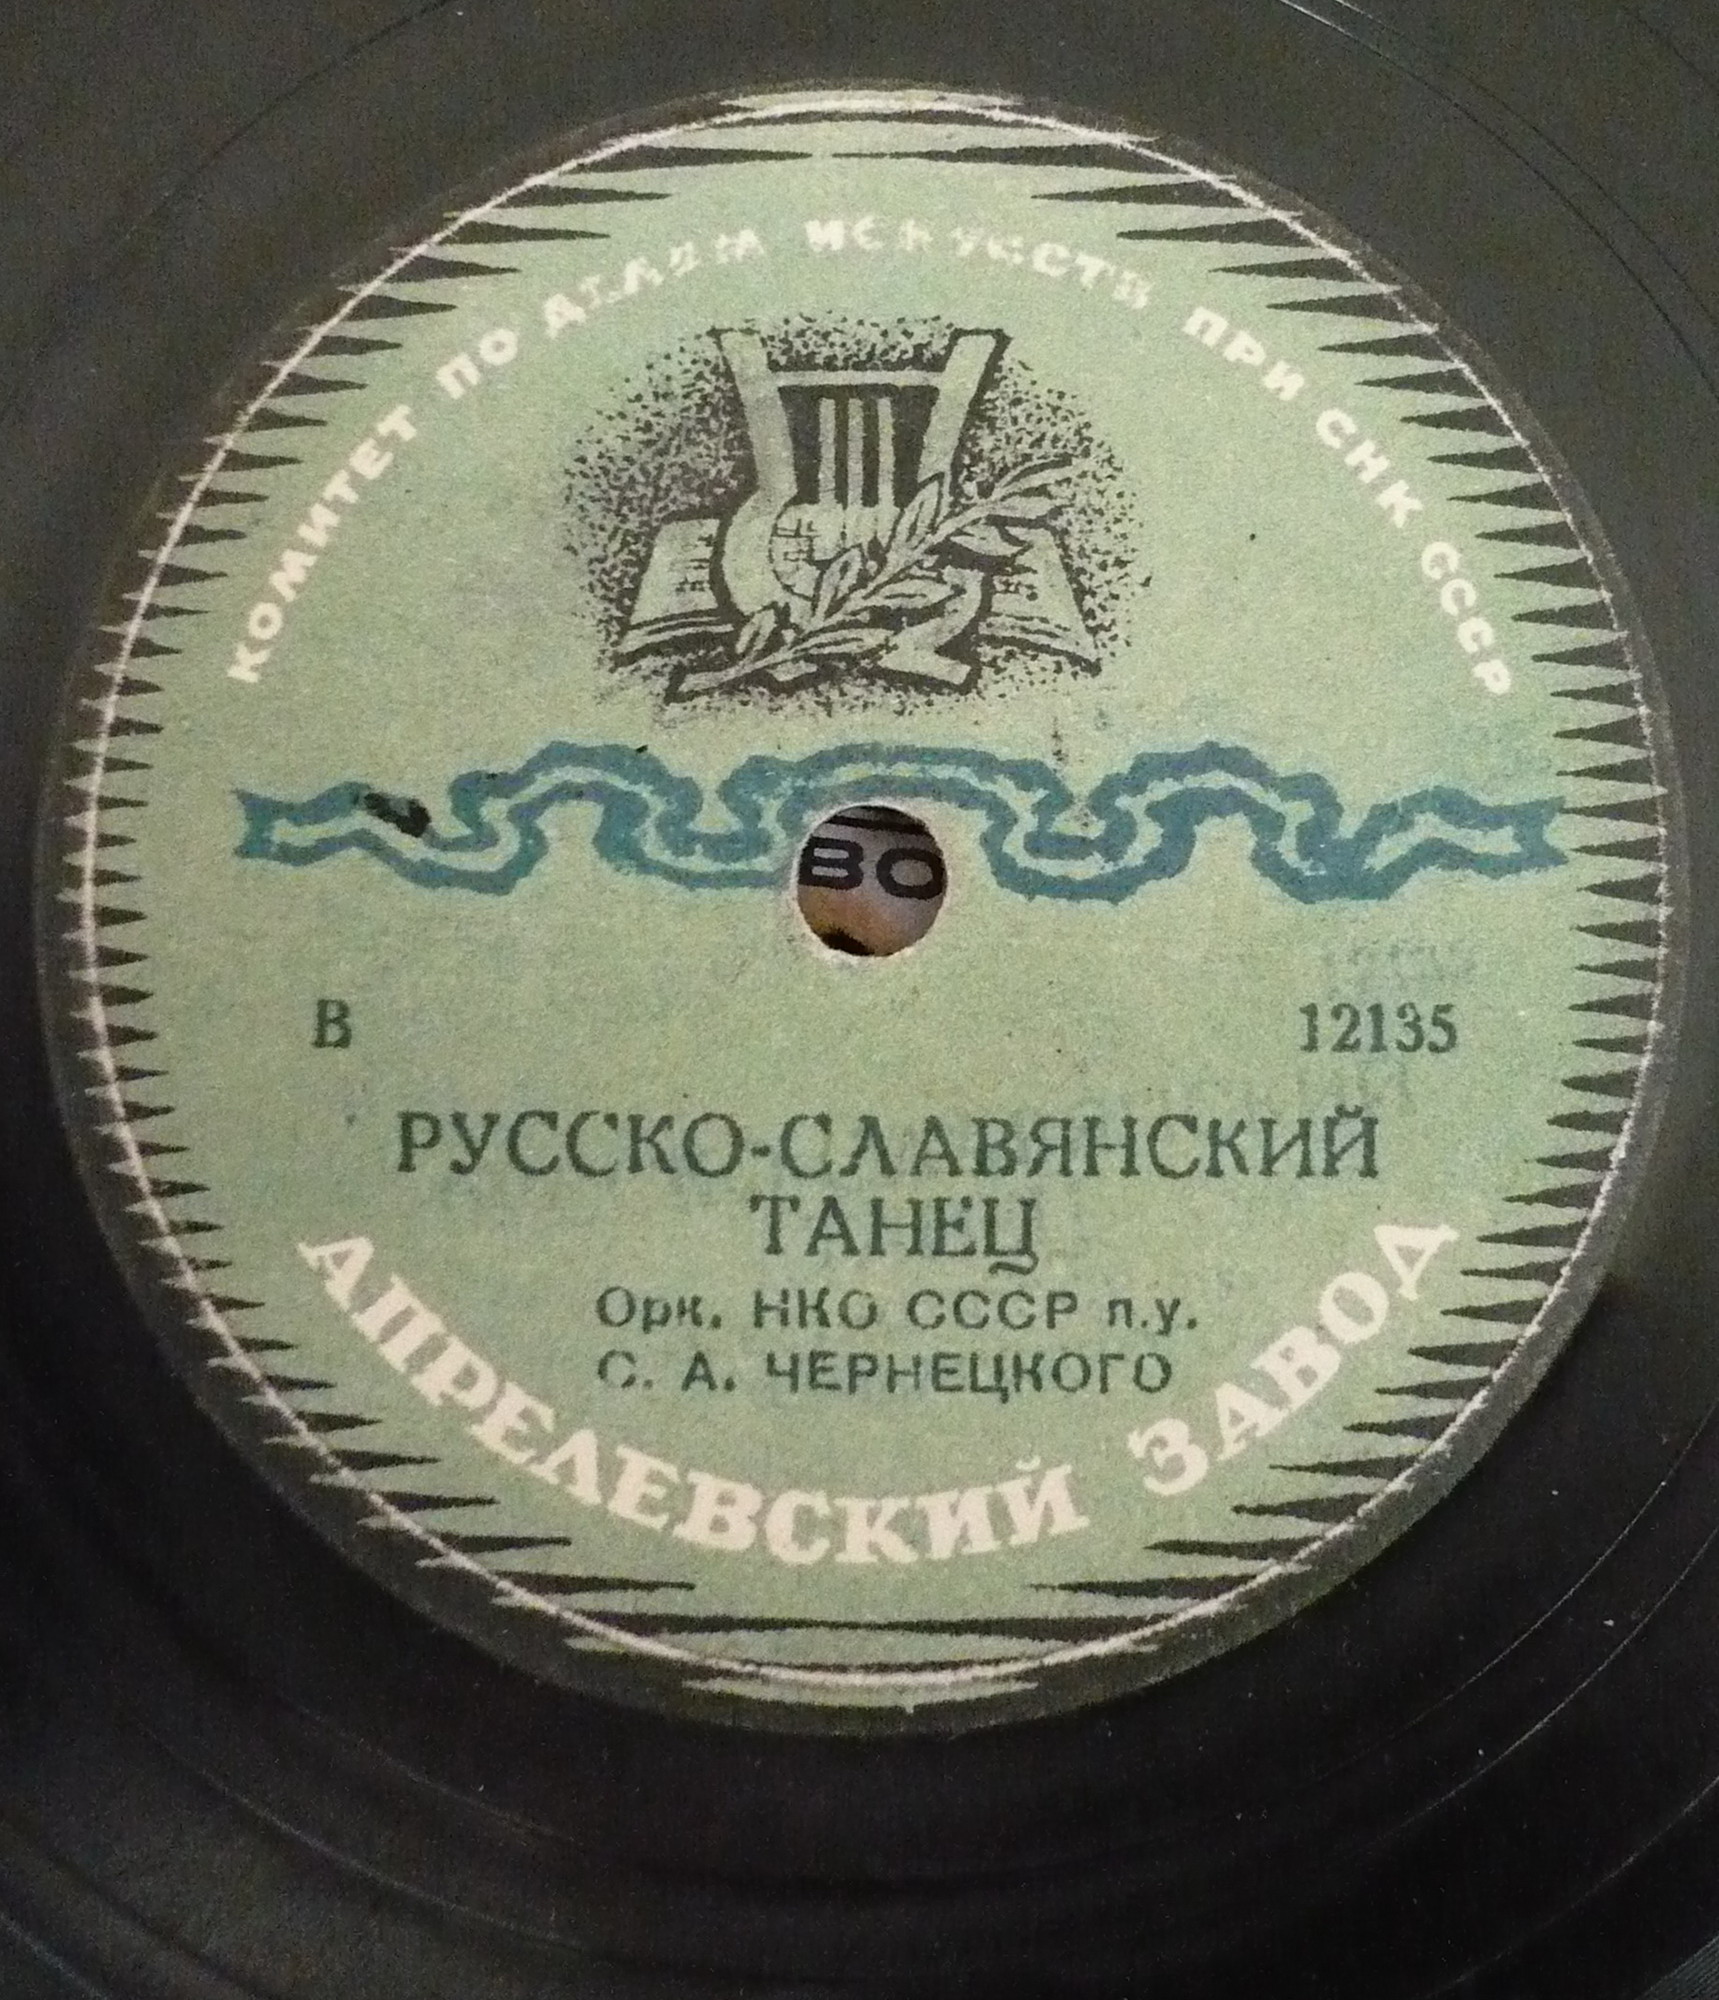 КОМИТЕТ ПО ДЕЛАМ ИСКУССТВ ПРИ СНК СССР
ВО
В 12135
РУССКО-СЛАВЯНСКИЙ
ТАНЕЦ
Орк. НКО СССР п.у.
С. А. ЧЕРНЕЦКОГО
АПРЕЛЕВСКИЙ ЗАВОД